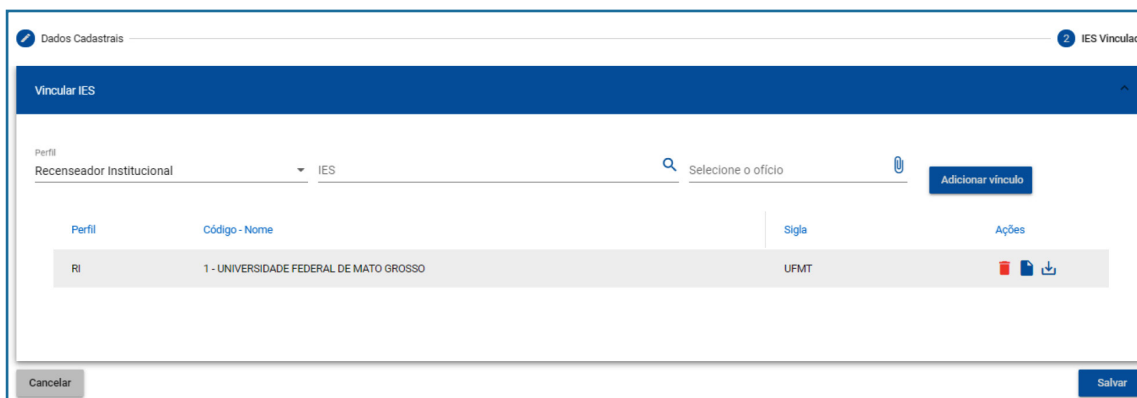 Dados Cadastrais
2 IES Vinculad
Vincular IES
Perfil
Recenseador Institucional
IES
Selecione o ofício
Adicionar vínculo
Perfil Código - Nome Sigla Ações
RI 1 - UNIVERSIDADE FEDERAL DE MATO GROSSO UFMT
Cancelar
Salvar